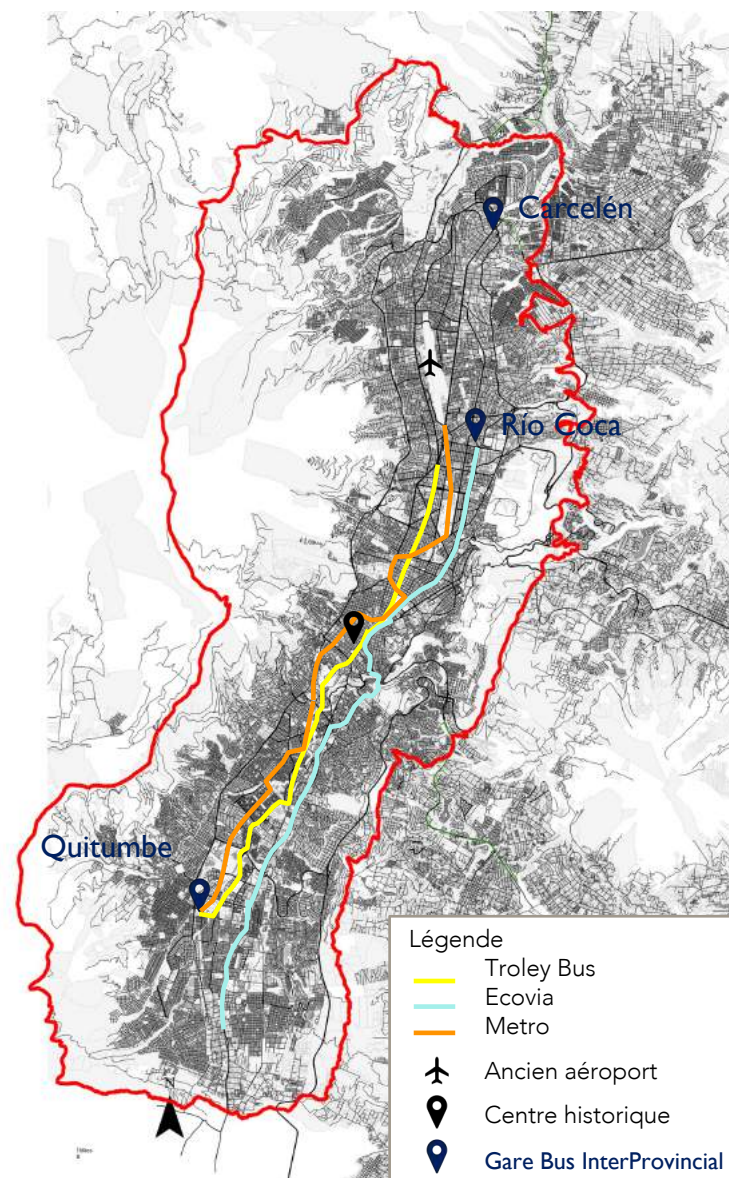 Carcelén
Río Coca
Quitumbe
N
Légende
Troley Bus
Ecovia
Metro
Ancien aéroport
Centre historique
Gare Bus InterProvincial